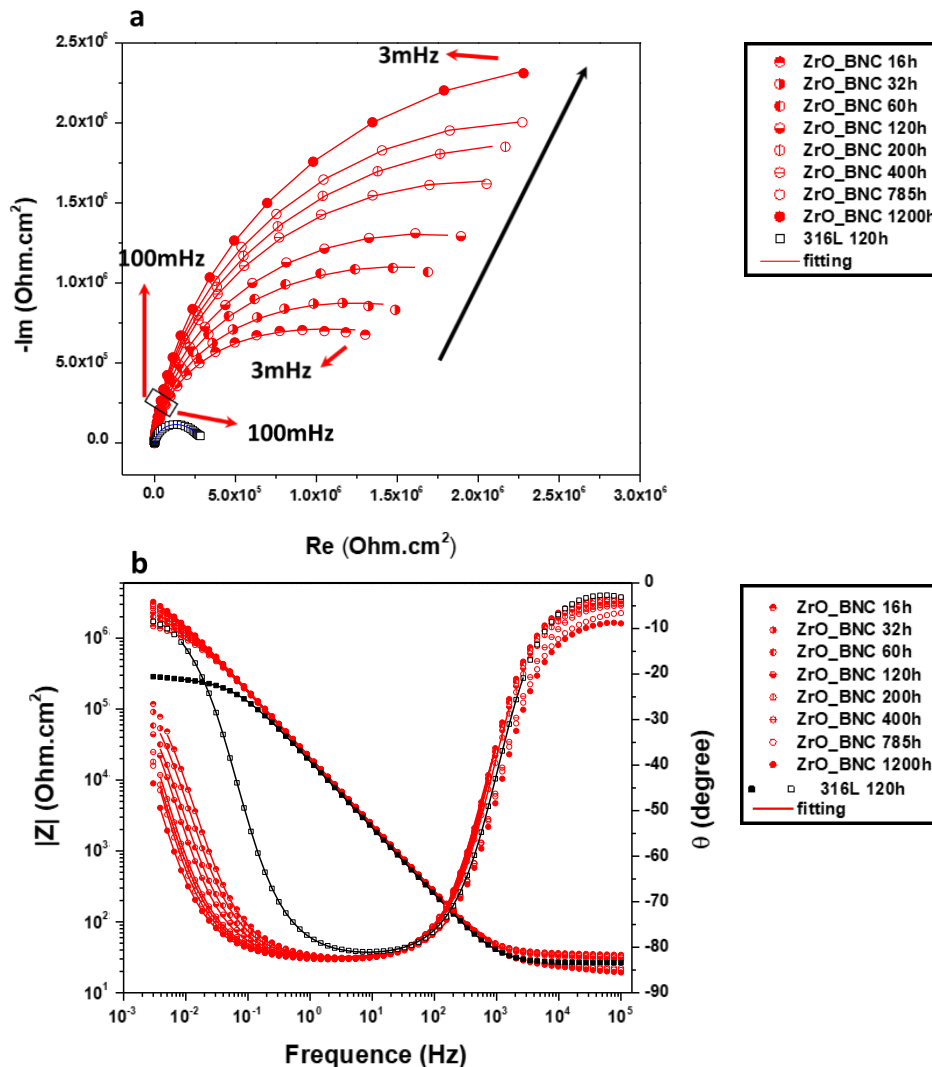 a
2.5x10⁶
2.0x10⁶
1.5x10⁶
1.0x10⁶
5.0x10⁵
0.0
-Im (Ohm.cm²)
3mHz
100mHz
3mHz
100mHz
0.0
5.0x10⁵
1.0x10⁶
1.5x10⁶
2.0x10⁶
2.5x10⁶
3.0x10⁶
Re (Ohm.cm²)
ZrO_BNC 16h
ZrO_BNC 32h
ZrO_BNC 60h
ZrO_BNC 120h
ZrO_BNC 200h
ZrO_BNC 400h
ZrO_BNC 785h
ZrO_BNC 1200h
316L 120h
fitting
b
10⁶
10⁵
10⁴
10³
10²
10¹
|Z| (Ohm.cm²)
0
-10
-20
-30
-40
-50
-60
-70
-80
-90
θ (degree)
10⁻³
10⁻²
10⁻¹
10⁰
10¹
10²
10³
10⁴
10⁵
Frequence (Hz)
ZrO_BNC 16h
ZrO_BNC 32h
ZrO_BNC 60h
ZrO_BNC 120h
ZrO_BNC 200h
ZrO_BNC 400h
ZrO_BNC 785h
ZrO_BNC 1200h
316L 120h
fitting